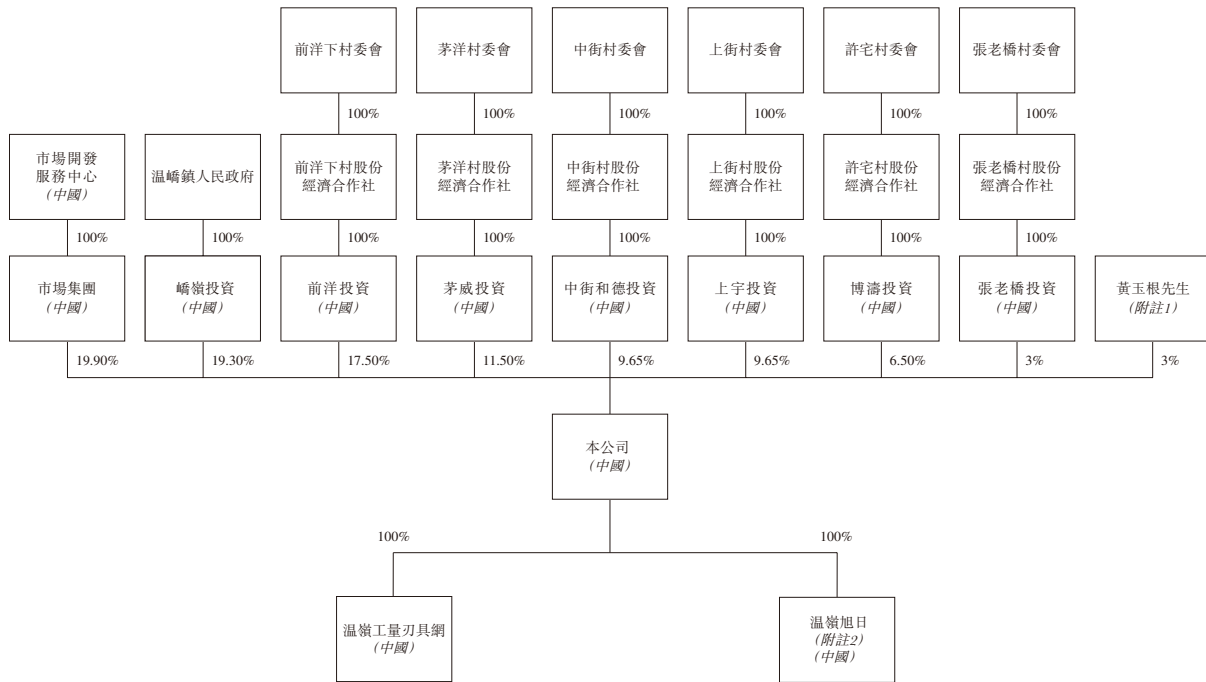 前洋下村委會
茅洋村委會
中街村委會
上街村委會
許宅村委會
張老橋村委會
100%
100%
100%
100%
100%
100%
市場開發
服務中心
(中國)
温嶠鎮人民政府
前洋下村股份
經濟合作社
茅洋村股份
經濟合作社
中街村股份
經濟合作社
上街村股份
經濟合作社
許宅村股份
經濟合作社
張老橋村股份
經濟合作社
100%
100%
100%
100%
100%
100%
100%
100%
市場集團
(中國)
嶠嶺投資
(中國)
前洋投資
(中國)
茅威投資
(中國)
中街和德投資
(中國)
上宇投資
(中國)
博濤投資
(中國)
張老橋投資
(中國)
黃玉根先生
(附註1)
19.90%
19.30%
17.50%
11.50%
9.65%
9.65%
6.50%
3%
3%
本公司
(中國)
100%
100%
温嶺工量刃具網
(中國)
温嶺旭日
(附註2)
(中國)